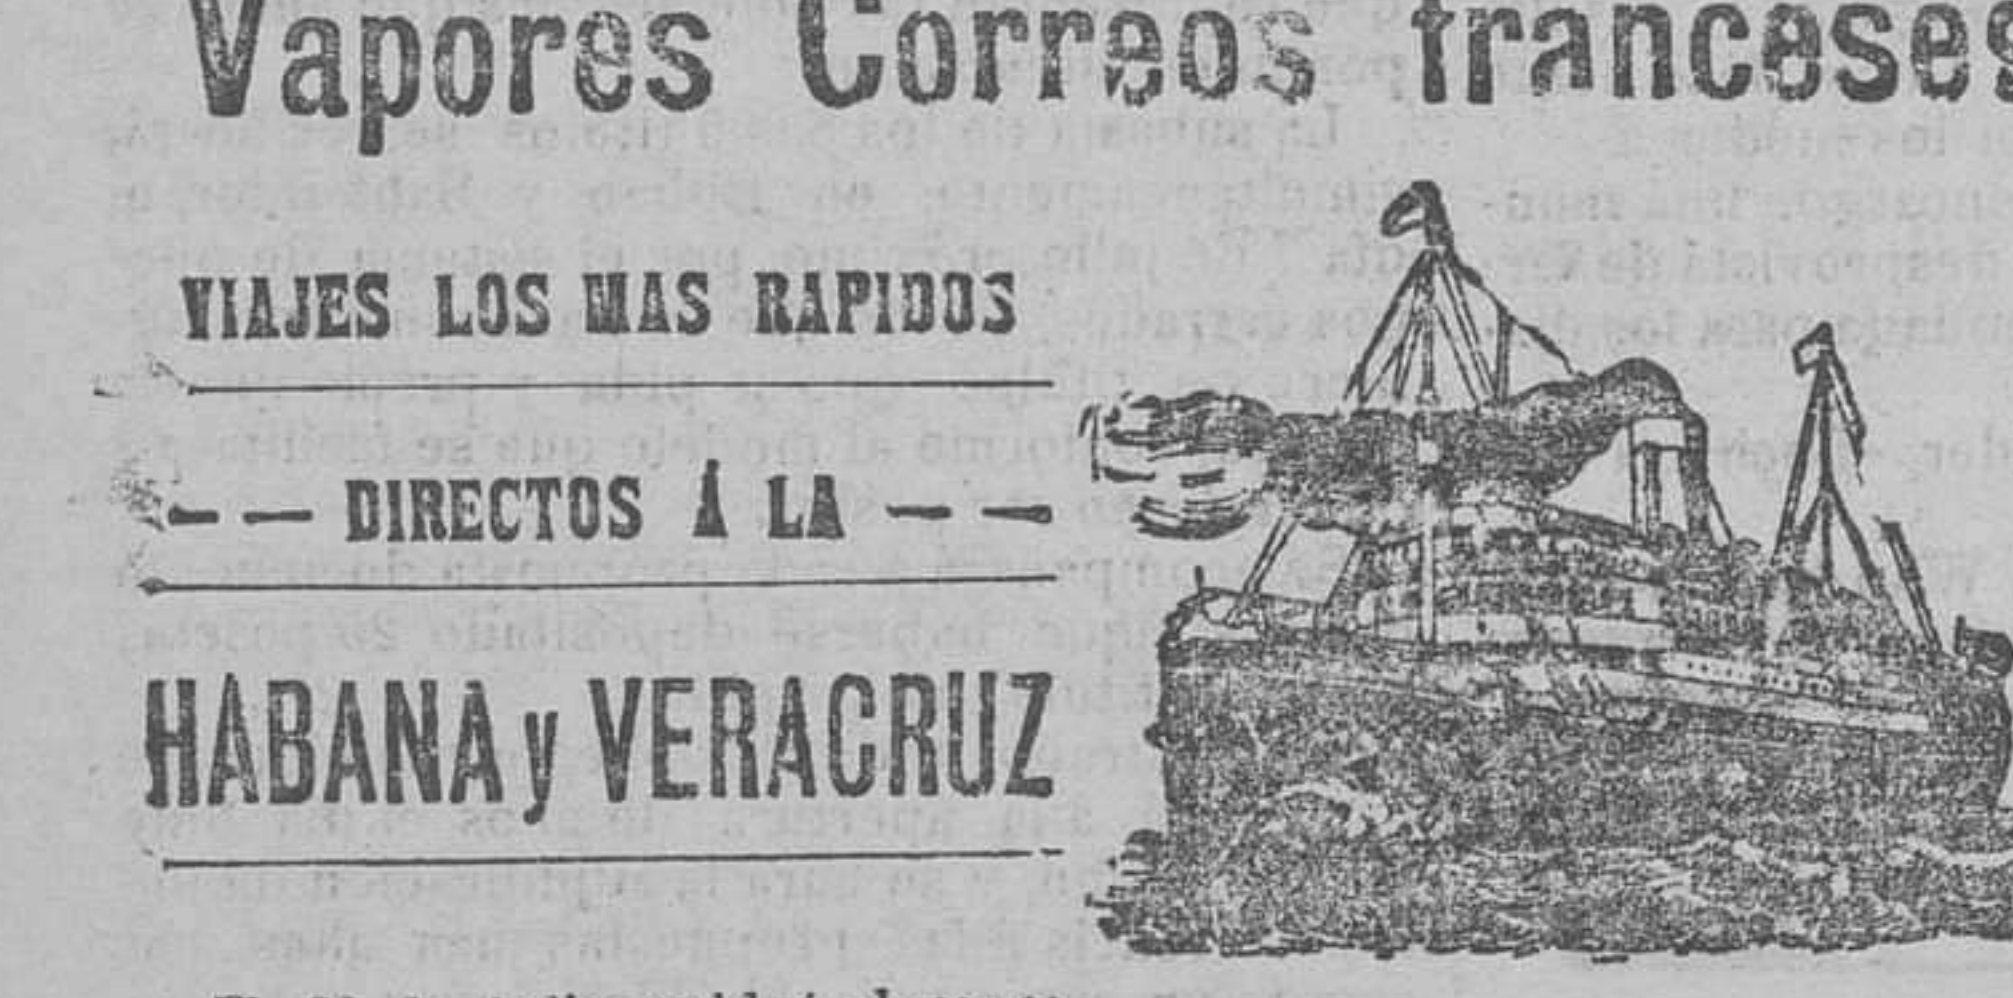 Vapores Correos franceses
VIAJES LOS MAS RAPIDOS
DIRECTOS Á LA
HABANA y VERACRUZ